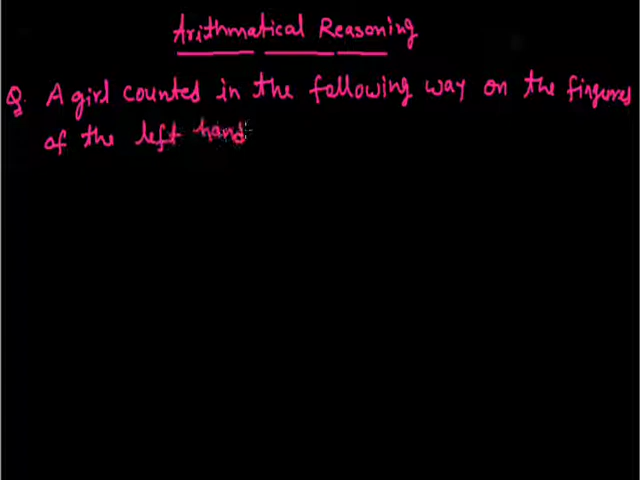 Arithmatical Reasoning
Q. A girl counted in the following way on the fingures
of the left hand